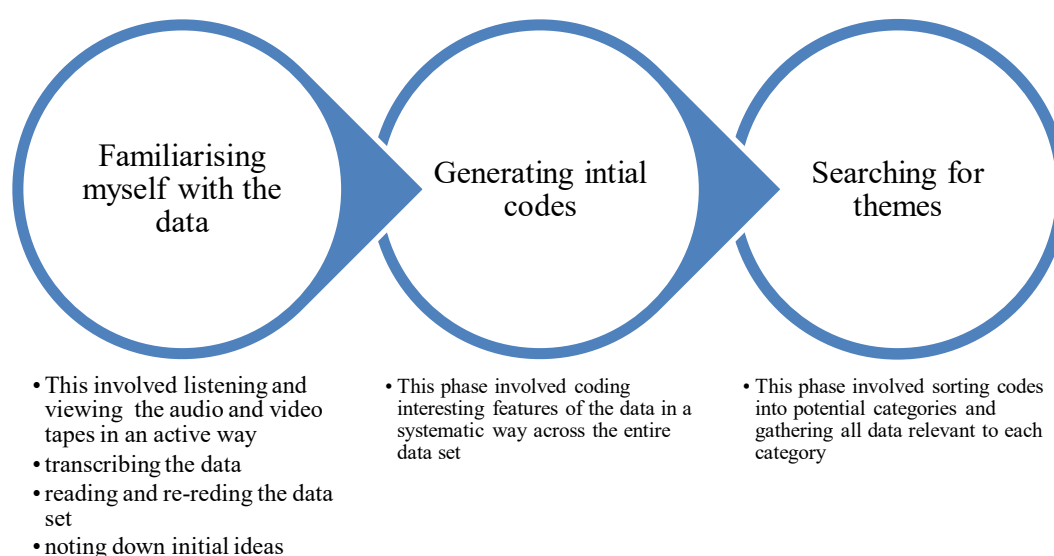 Familiarising
myself with the
data
Generating intial
codes
Searching for
themes
• This involved listening and
viewing the audio and video
tapes in an active way
• transcribing the data
• reading and re-reding the data
set
• noting down initial ideas
• This phase involved coding
interesting features of the data in a
systematic way across the entire
data set
• This phase involved sorting codes
into potential categories and
gathering all data relevant to each
category